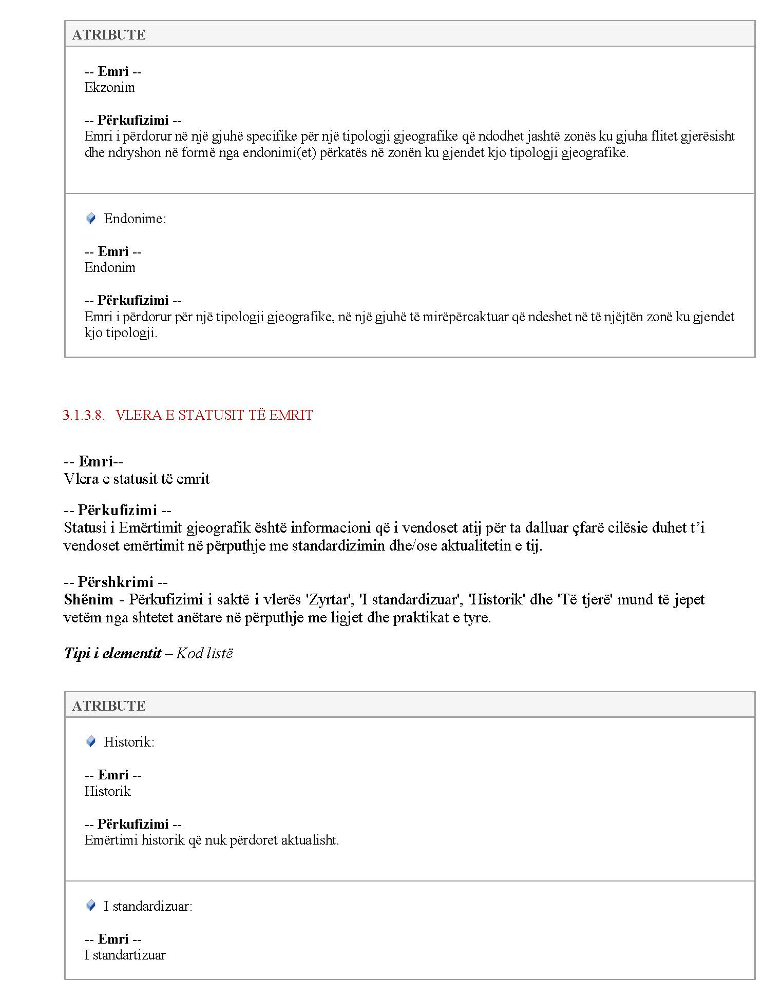 ATRIBUTE
-- Emri --
Ekzonim
-- Përkufizimi --
Emri i përdorur në një gjuhë specifike për një tipologji gjeografike që ndodhet jashtë zonës ku gjuha flitet gjerësisht
dhe ndryshon në formë nga endonimi(et) përkatës në zonën ku gjendet kjo tipologji gjeografike.
Endonime:
-- Emri --
Endonim
-- Përkufizimi --
Emri i përdorur për një tipologji gjeografike, në një gjuhë të mirëpërcaktuar që ndeshet në të njëjtën zonë ku gjendet
kjo tipologji.
3.1.3.8. VLERA E STATUSIT TË EMRIT
-- Emri--
Vlera e statusit të emrit
-- Përkufizimi --
Statusi i Emërtimit gjeografik është informacioni që i vendoset atij për ta dalluar çfarë cilësie duhet t’i
vendoset emërtimit në përputhje me standardizimin dhe/ose aktualitetin e tij.
-- Përshkrimi --
Shënim - Përkufizimi i saktë i vlerës 'Zyrtar', 'I standardizuar', 'Historik' dhe 'Të tjerë' mund të jepet
vetëm nga shtetet anëtare në përputhje me ligjet dhe praktikat e tyre.
Tipi i elementit – Kod listë
ATRIBUTE
Historik:
-- Emri --
Historik
-- Përkufizimi --
Emërtimi historik që nuk përdoret aktualisht.
I standardizuar:
-- Emri --
I standartizuar